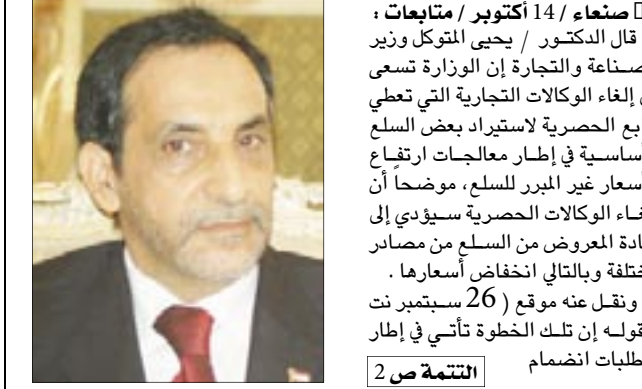 صنعاء / 14 أكتوبر / متابعات :
قال الدكتور / يحيى المتوكل وزير
صناعة والتجارة إن الوزارة تسعى
إلغاء الوكالات التجارية التي تعطي
بع الحصرية لاستيراد بعض السلع
ساسية في إطار معالجات ارتفاع
سعار غير المبرر للسلع، موضحاً أن
غاء الوكالات الحصرية سيؤدي إلى
ادة المعروض من السلع من مصادر
ختلفة وبالتالي انخفاض أسعارها .
ونقل عنه موقع ( 26 سبتمبر نت
قوله إن تلك الخطوة تأتي في إطار
طلبات انضمام
التتمة ص 2